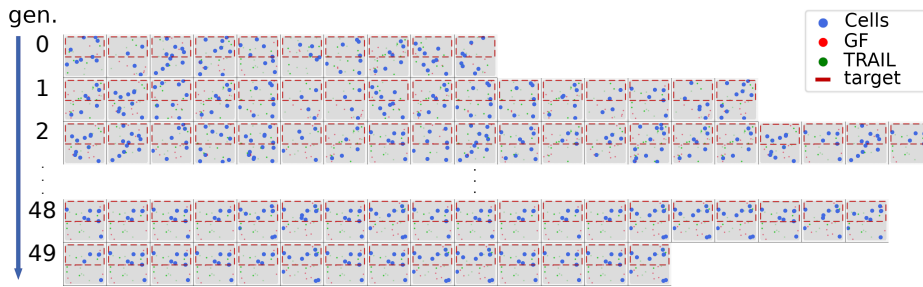 gen.
0
1
2
.
.
.
48
49
Cells
GF
TRAIL
target